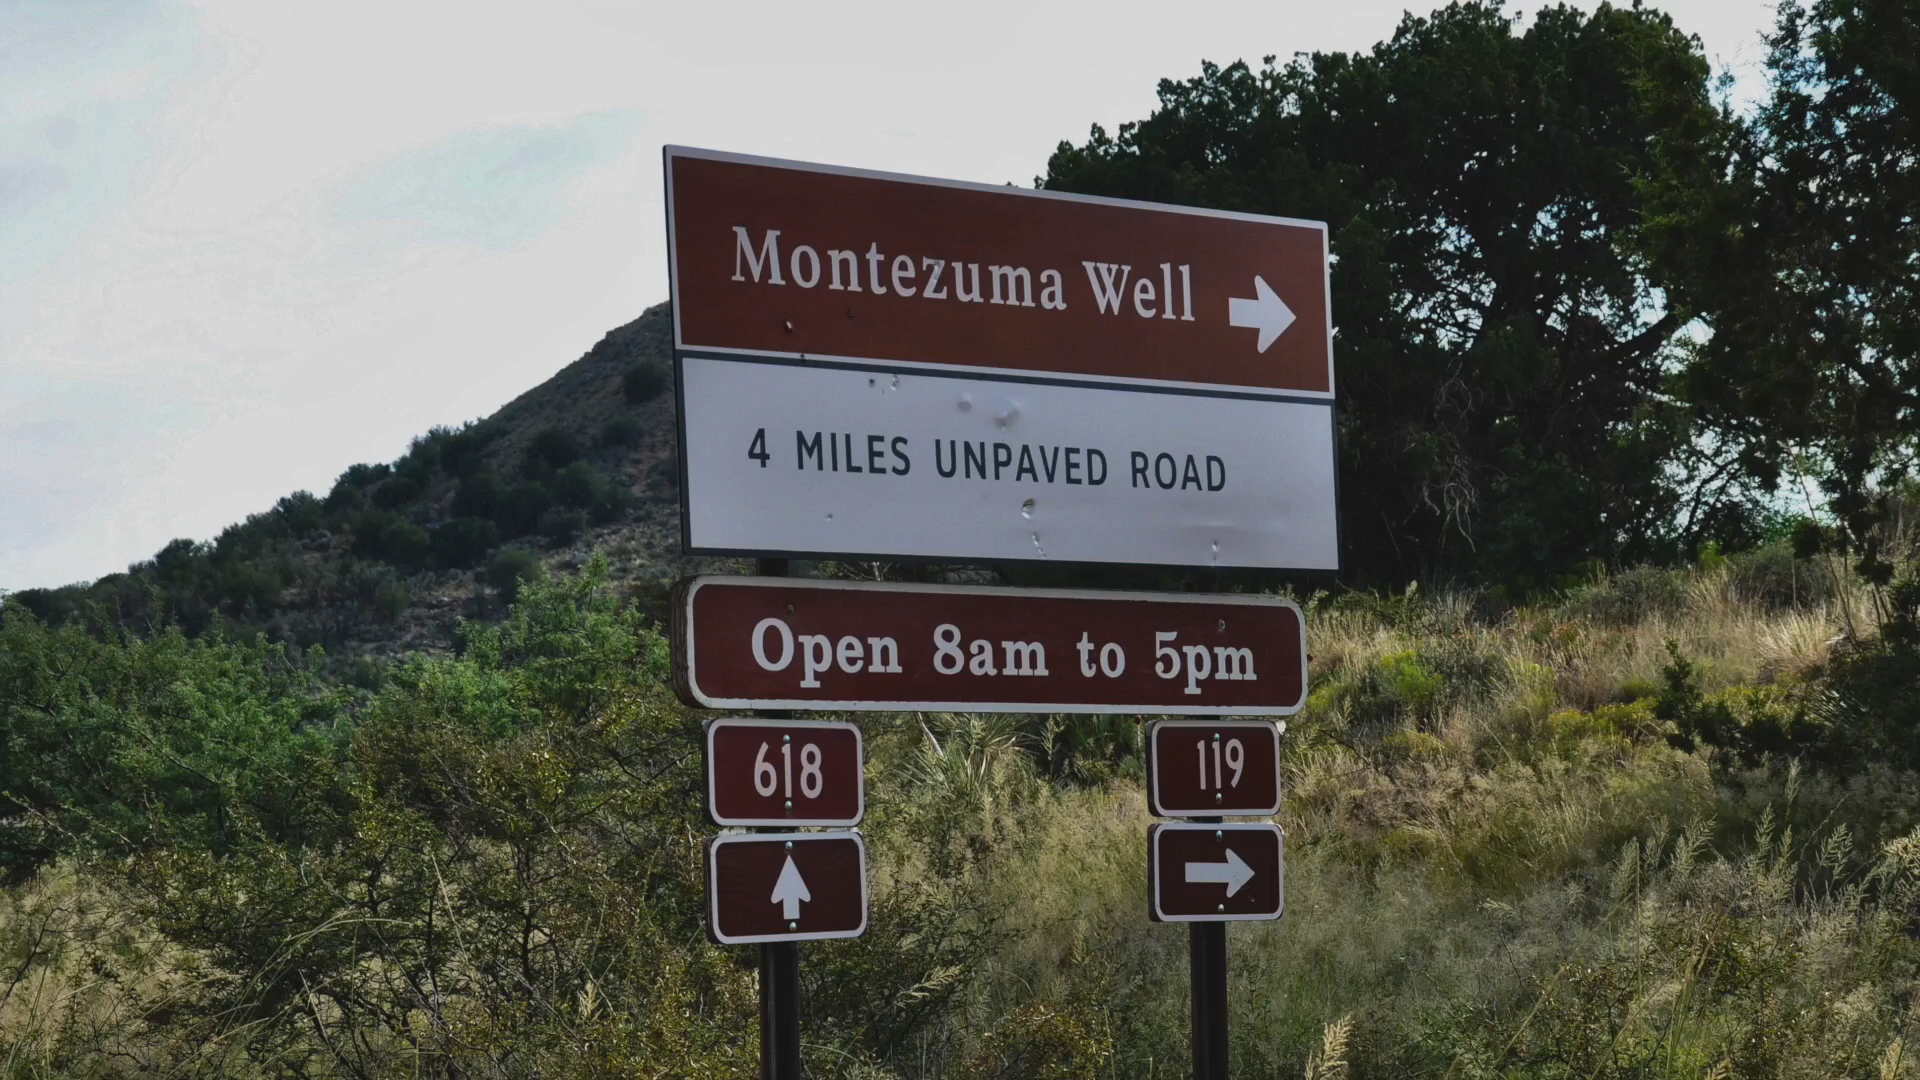 Montezuma Well
4 MILES UNPAVED ROAD
Open 8am to 5pm
618
119